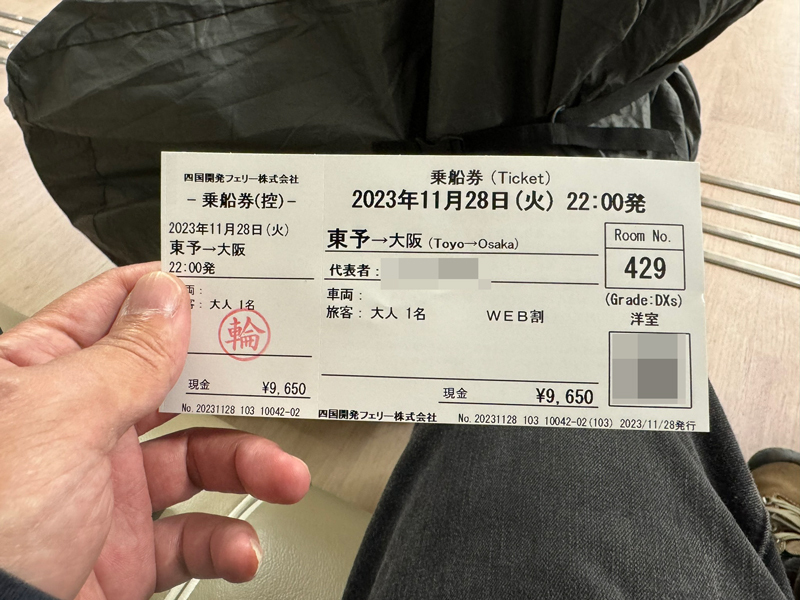 四国開発フェリー株式会社
－乗船券(控)－
2023年11月28日(火)
東予→大阪
22:00発
両：
客：大人 1名
輪
現金 ¥9,650
No. 20231128 103 10042-02
乗船券 (Ticket)
2023年11月28日(火) 22:00発
東予→大阪 (Toyo→Osaka)
代表者：
車両：
旅客：大人 1名 WEB割
Room No.
429
(Grade:DXs)
洋室
現金 ¥9,650
四国開発フェリー株式会社 No. 20231128 103 10042-02(103) 2023/11/28発行